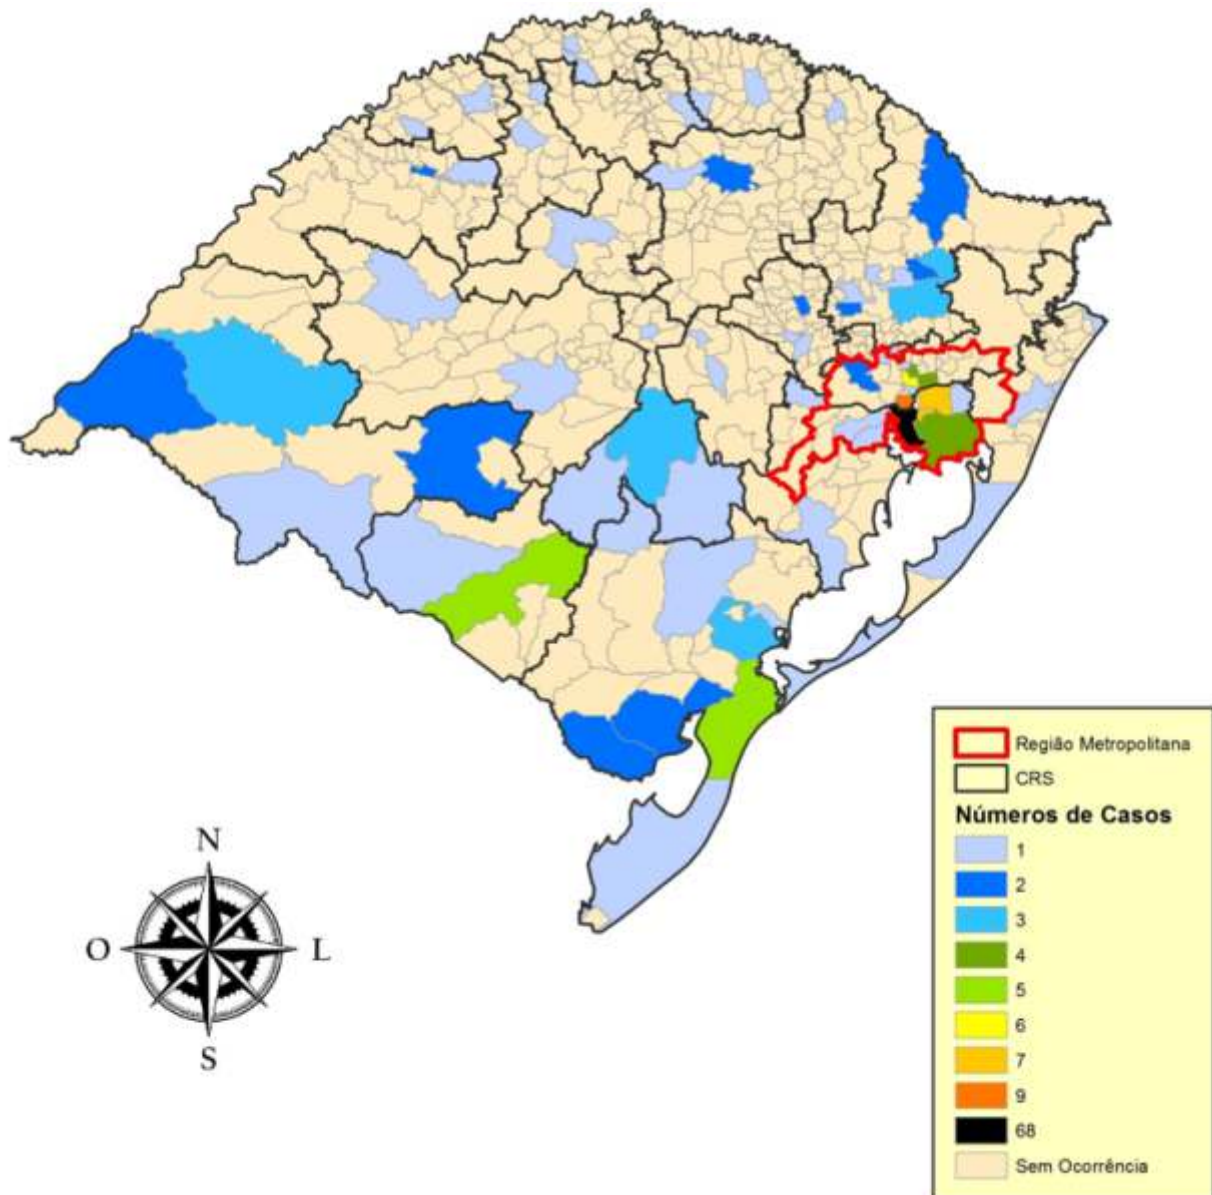 N
O
L
S
Região Metropolitana
CRS
Números de Casos
1
2
3
4
5
6
7
9
68
Sem Ocorrência